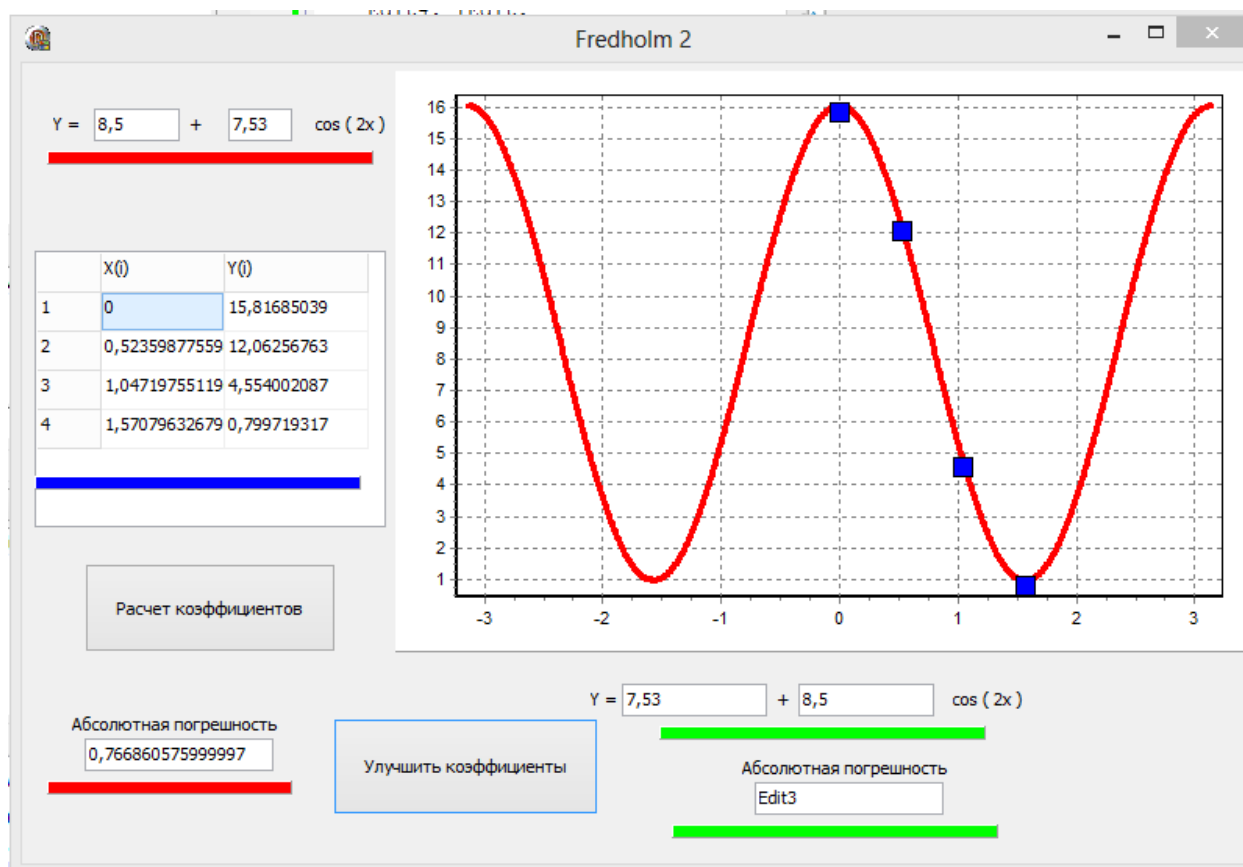 Fredholm 2
Y = 8,5 + 7,53 cos ( 2x )
X(i) Y(i)
1 0 15,81685039
2 0,52359877559 12,06256763
3 1,04719755119 4,554002087
4 1,57079632679 0,799719317
16
15
14
13
12
11
10
9
8
7
6
5
4
3
2
1
-3 -2 -1 0 1 2 3
Расчет коэффициентов
Y = 7,53 + 8,5 cos ( 2x )
Абсолютная погрешность
0,766860575999997
Улучшить коэффициенты
Абсолютная погрешность
Edit3